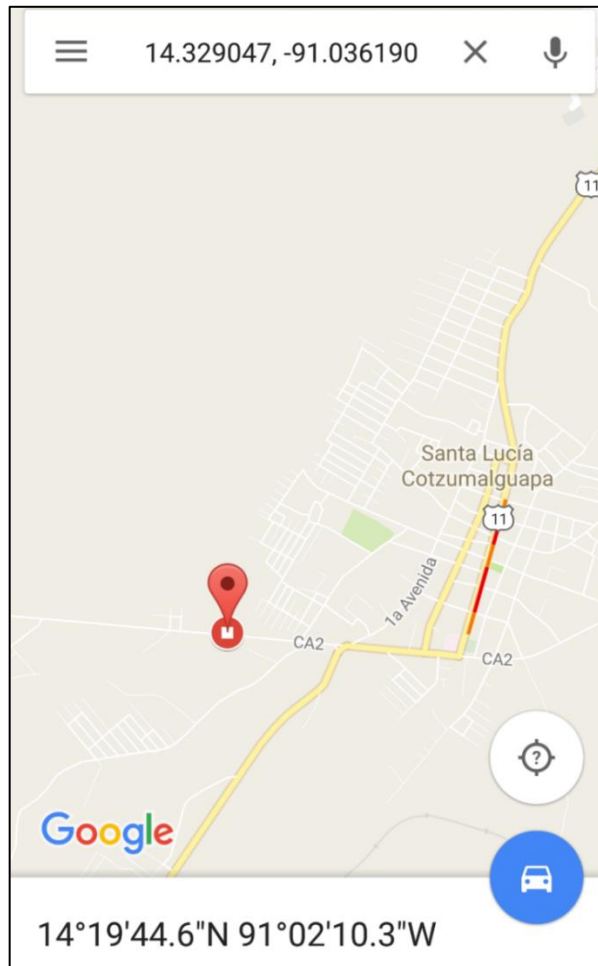 14.329047, -91.036190
11
Santa Lucía
Cotzumalguapa
11
1a Avenida
CA2
CA2
?
Google
14°19'44.6"N 91°02'10.3"W